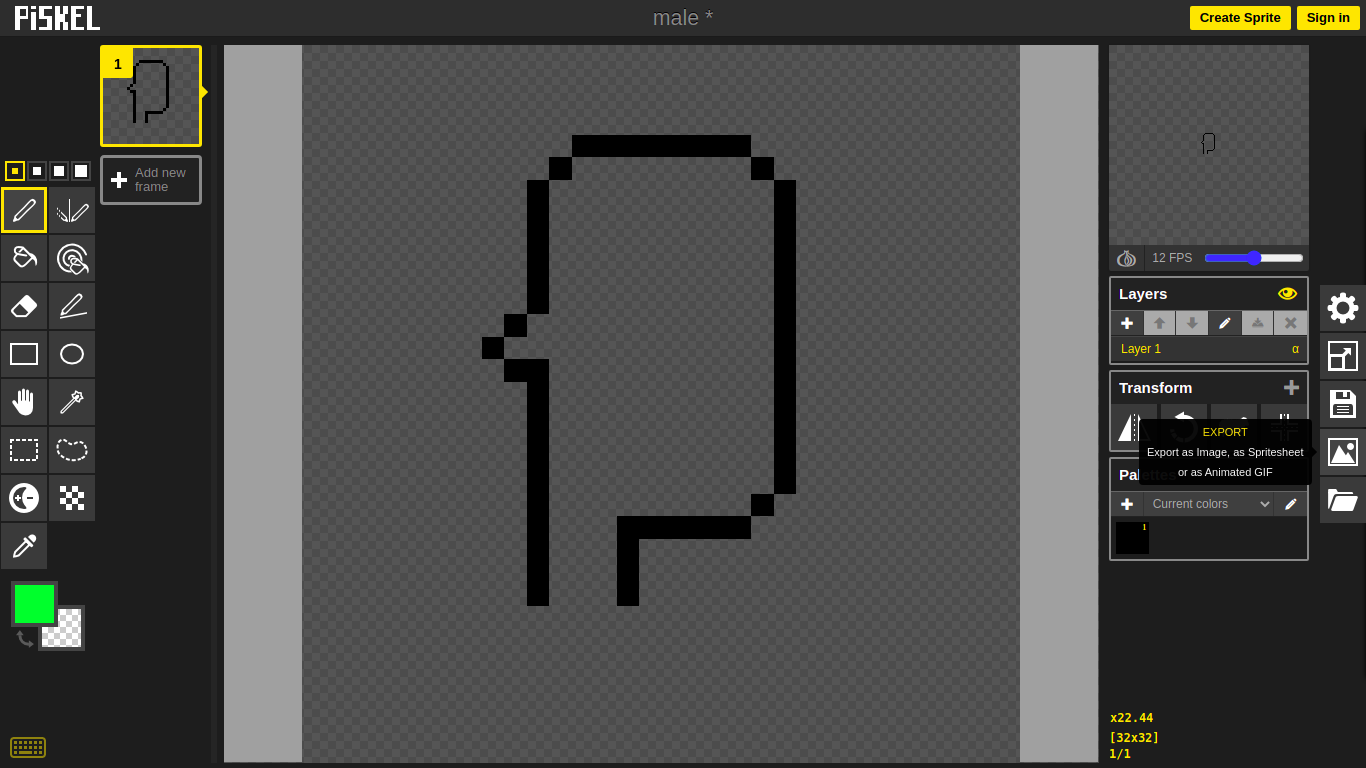 PiSKEL
male *
Create Sprite
Sign in
1
Add new
frame
12 FPS
Layers
Layer 1
α
Transform
EXPORT
Export as Image, as Spritesheet
or as Animated GIF
Pal
Current colors
1
x22.44
[32x32]
1/1